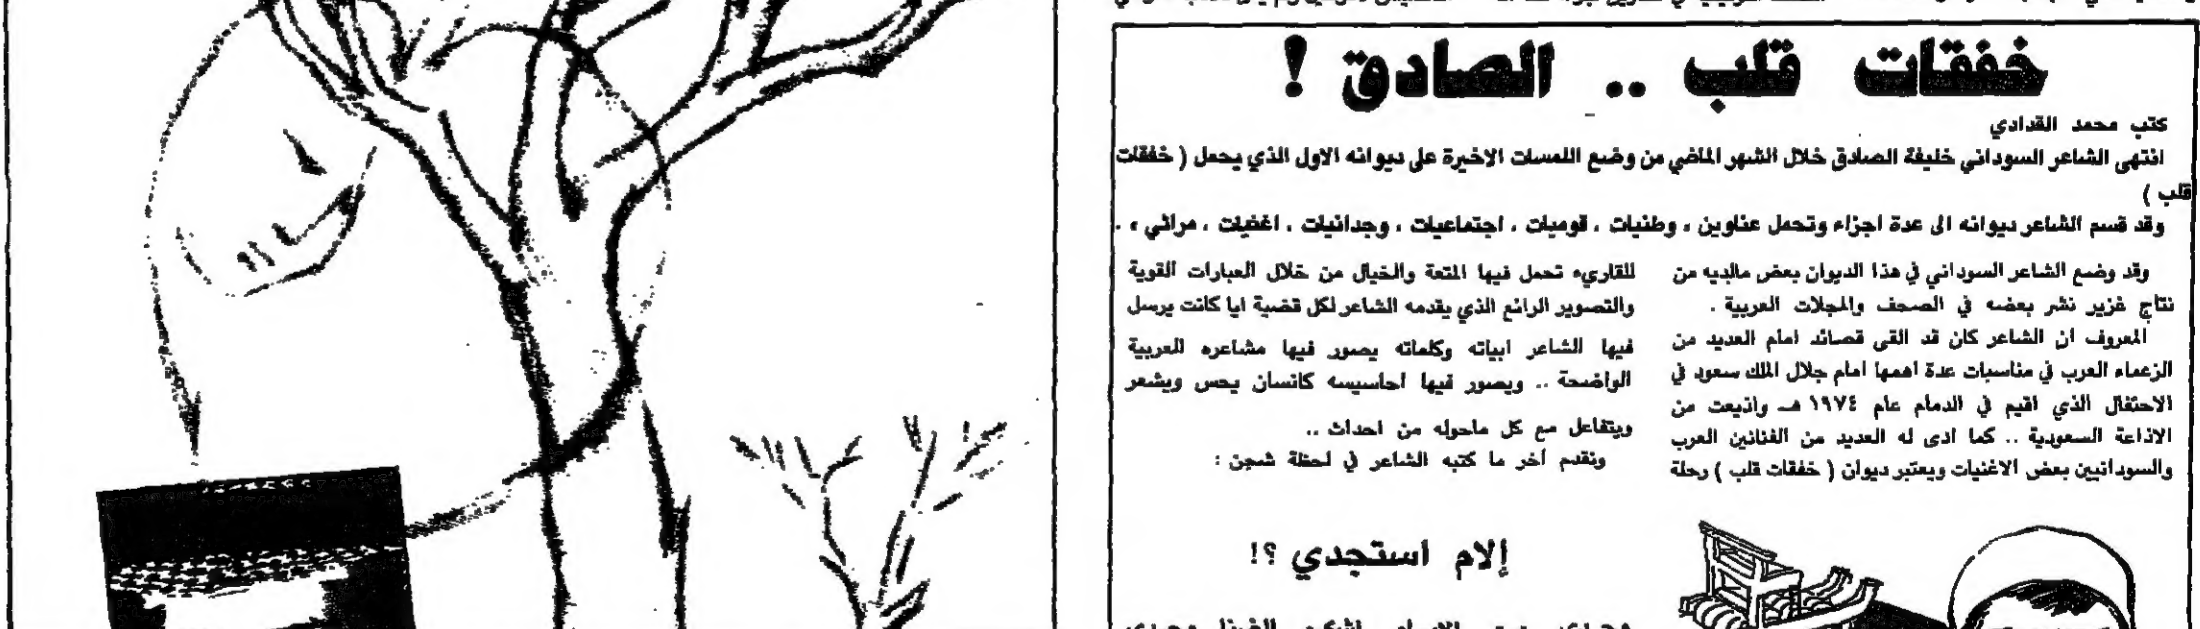 خفقات قلب .. الصادق !
كتب محمد القدادي
انتهى الشاعر السوداني خليفة الصادق خلال الشهر الماضي من وضع اللمسات الاخيرة على ديوانه الاول الذي يحمل ( خفقات
قلب )
وقد قسم الشاعر ديوانه الى عدة اجزاء وتحمل عناوين ، وطنيات ، قوميات ، اجتماعيات ، وجدانيات ، اغضيات ، مراثي ، .
وقد وضع الشاعر السوداني في هذا الديوان بعض مالديه من
نتاج غزير نشر بعضه في الصحف والمجلات العربية .
المعروف ان الشاعر كان قد القى قصائد امام العديد من
الزعماء العرب في مناسبات عدة اهمها امام جلال الملك سعود في
الاحتفال الذي اقيم في الدمام عام ١٩٧٤ هـ واذيعت من
الاذاعة السعودية .. كما ادى له العديد من الفنانين العرب
والسودانيين بعض الاغنيات ويعتبر ديوان ( خفقات قلب ) رحلة
للقاريء تحمل فيها المتعة والخيال من خلال العبارات القوية
والتصوير الرائع الذي يقدمه الشاعر لكل قضية ايا كانت يرسل
فيها الشاعر ابياته وكلماته يصور فيها مشاعره للعربية
الواضحة .. ويصور فيها احاسيسه كانسان يحس ويشعر
ويتفاعل مع كل ماحوله من احداث ..
ونقدم آخر ما كتبه الشاعر في لحظة شجن :
إلام استجدي ؟!